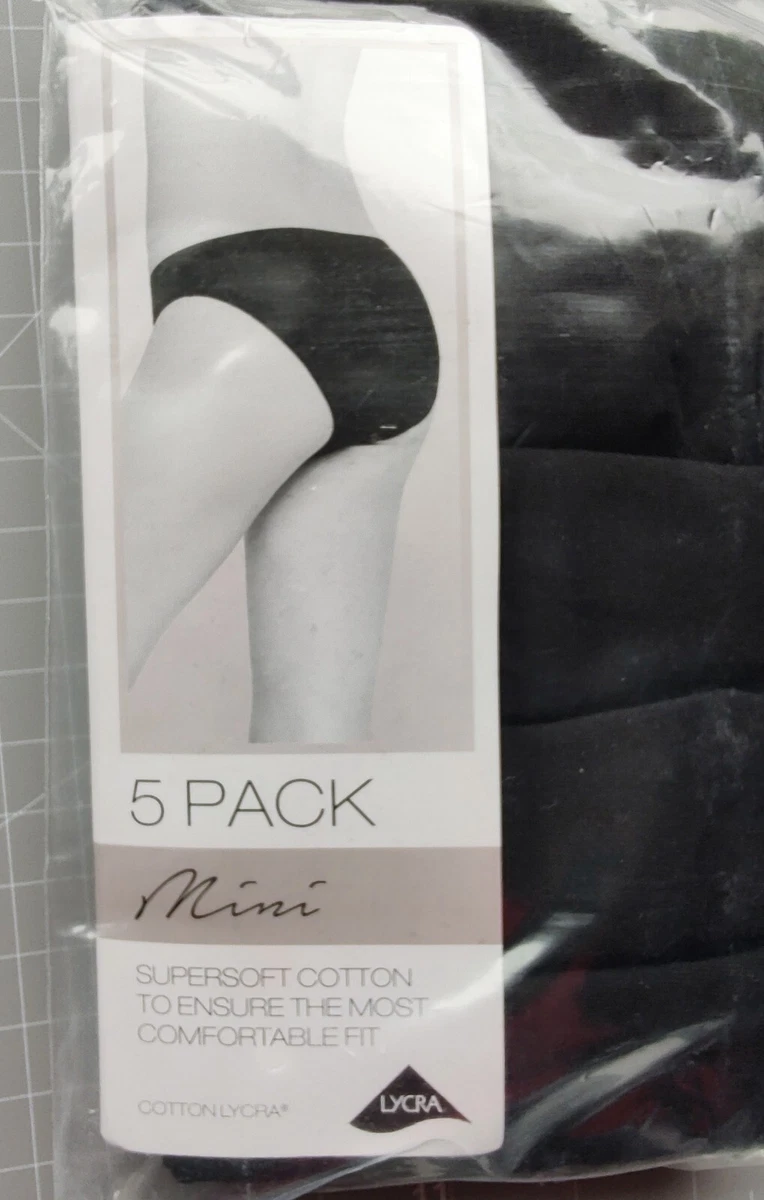 5 PACK
Mini
SUPERSOFT COTTON
TO ENSURE THE MOST
COMFORTABLE FIT
COTTON LYCRA®
LYCRA